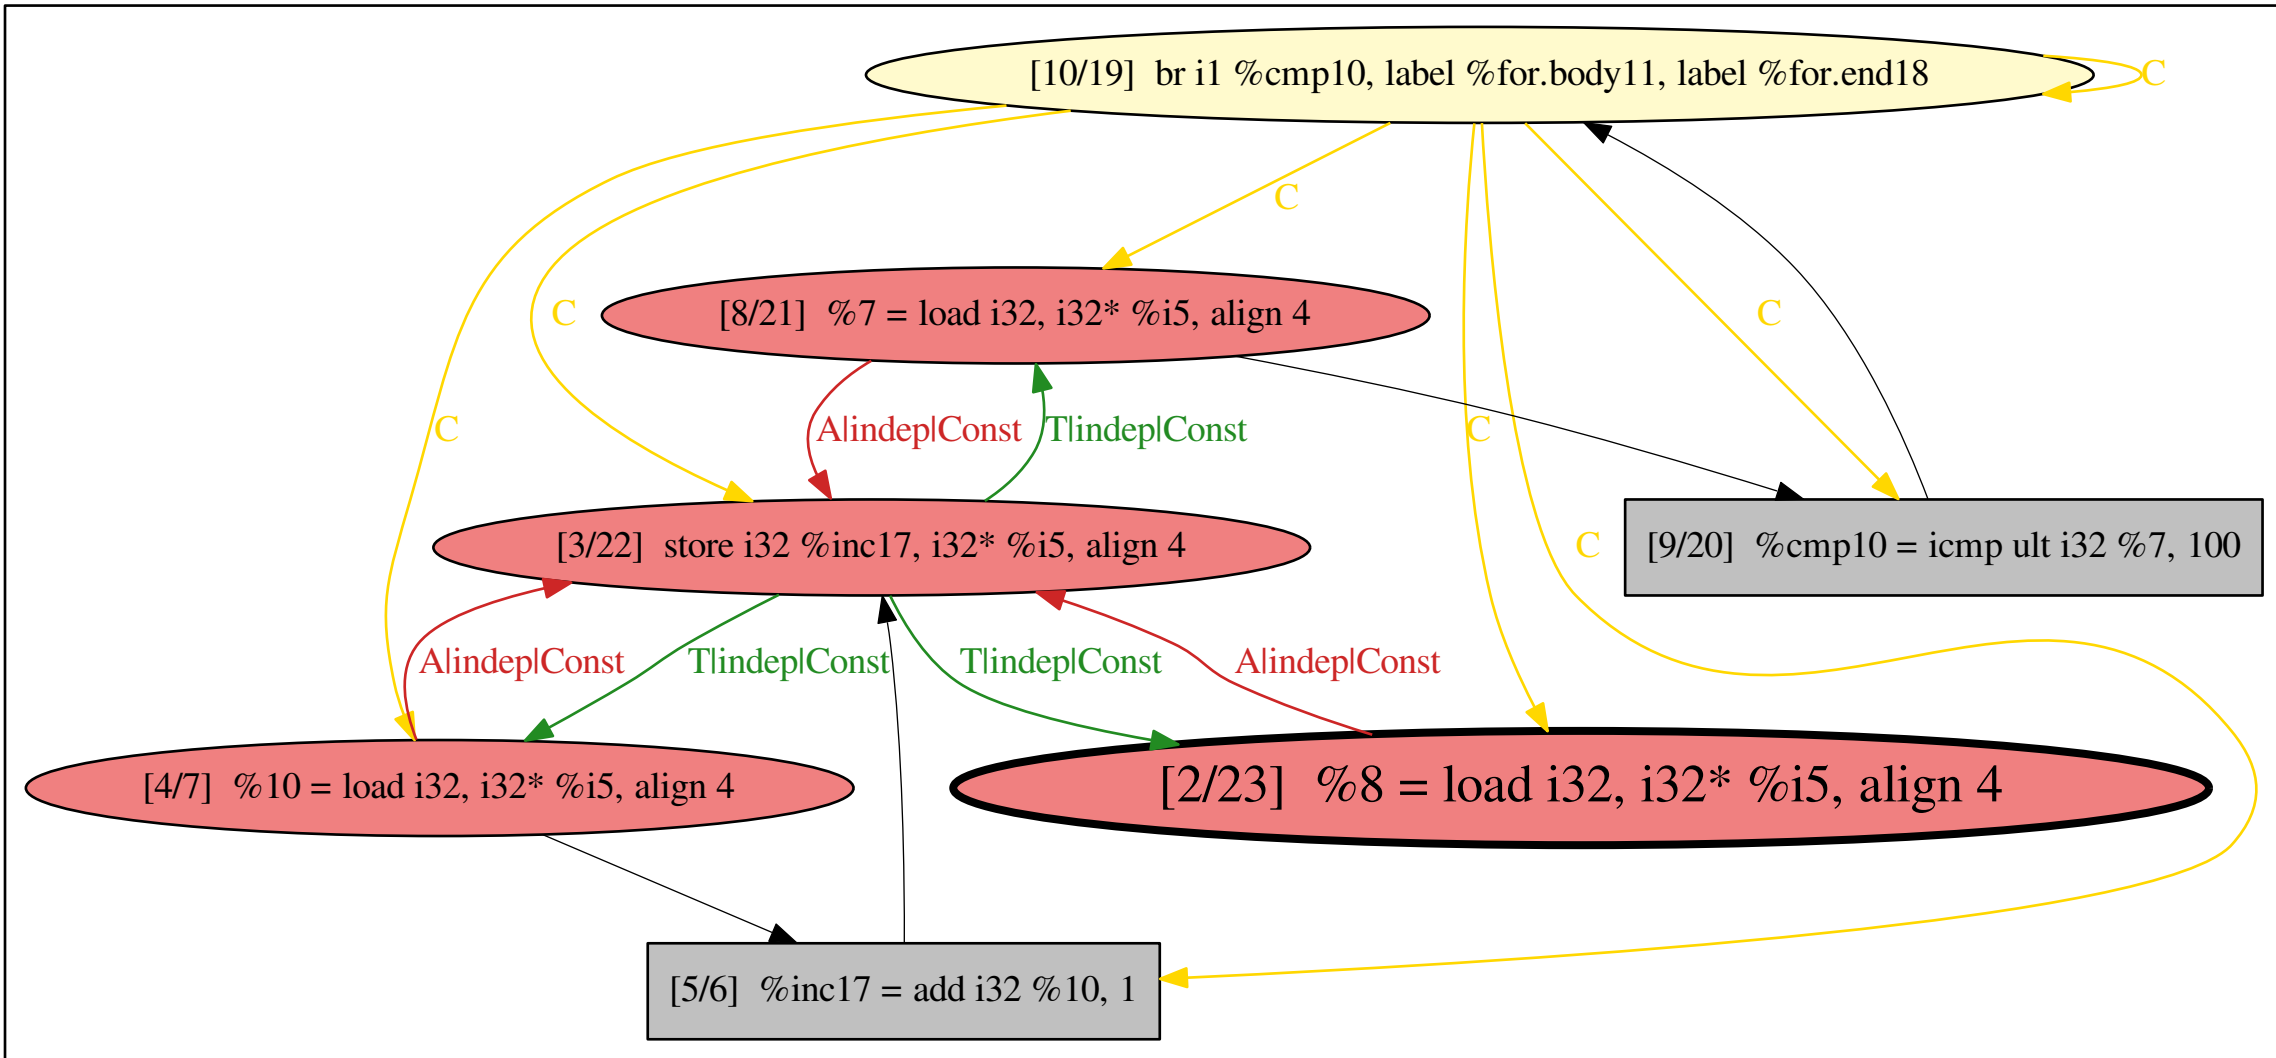 [10/19]  br i1 %cmp10, label %for.body11, label %for.end18
C
C
[8/21]  %7 = load i32, i32* %i5, align 4
C
C
C
A|indep|Const
T|indep|Const
C
[3/22]  store i32 %inc17, i32* %i5, align 4
C
[9/20]  %cmp10 = icmp ult i32 %7, 100
A|indep|Const
T|indep|Const
T|indep|Const
A|indep|Const
[4/7]  %10 = load i32, i32* %i5, align 4
[2/23]  %8 = load i32, i32* %i5, align 4
[5/6]  %inc17 = add i32 %10, 1